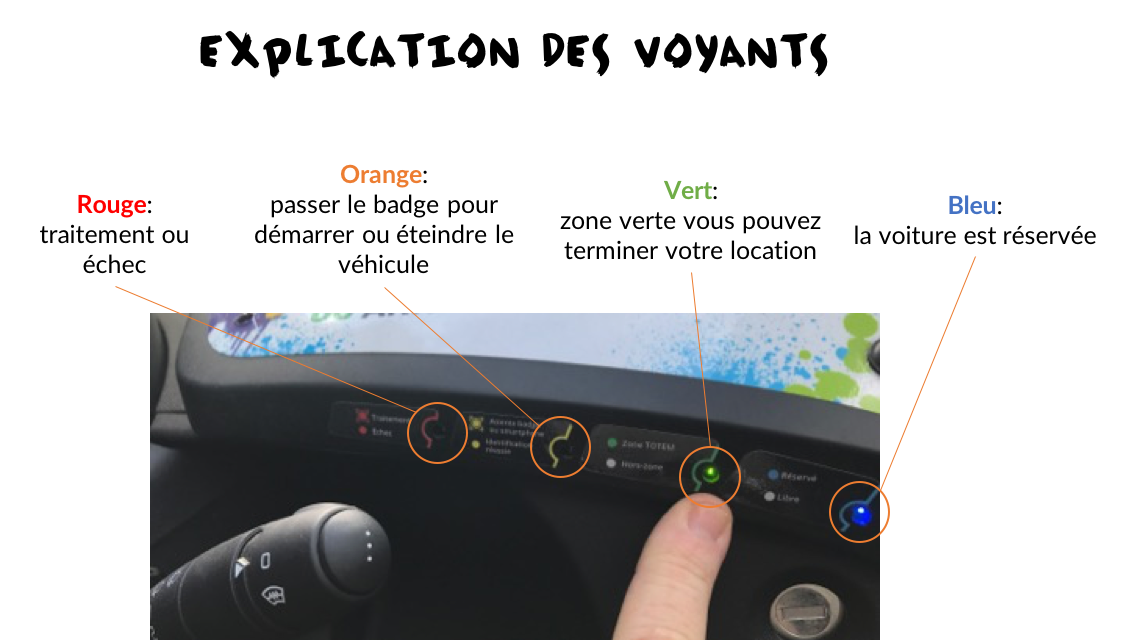 EXPLICATION DES VOYANTS
Orange:
passer le badge pour
démarrer ou éteindre le
véhicule
Rouge:
traitement ou
échec
Vert:
zone verte vous pouvez
terminer votre location
Bleu:
la voiture est réservée
Traitement
Echec
Attente badge
ou smartphone
Identification
réussie
Zone TOTEM
Hors-zone
Réservé
Libre